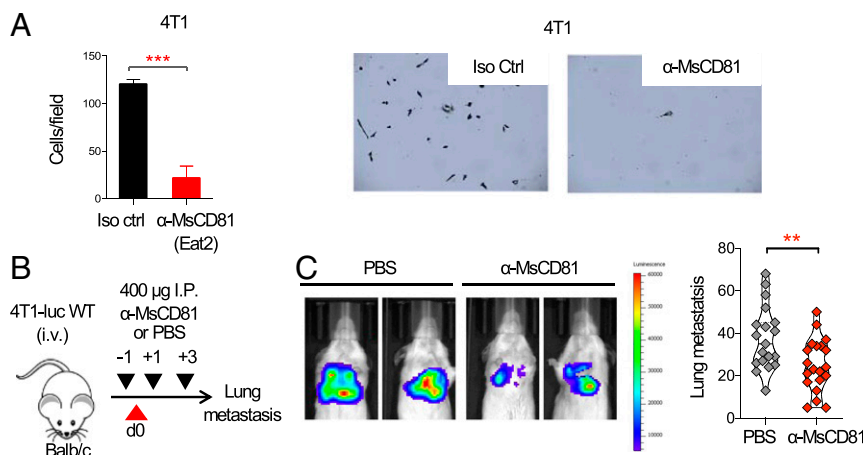 A
4T1
***
150
100
50
0
Cells/field
Iso ctrl
α-MsCD81
(Eat2)
4T1
Iso Ctrl
α-MsCD81
B
4T1-luc WT
(i.v.)
400 µg I.P.
α-MsCD81
or PBS
-1 +1 +3
d0
Lung
metastasis
Balb/c
C
PBS
α-MsCD81
Luminescence
60000
50000
40000
30000
20000
10000
**
80
60
40
20
0
Lung metastatsis
PBS
α-MsCD81